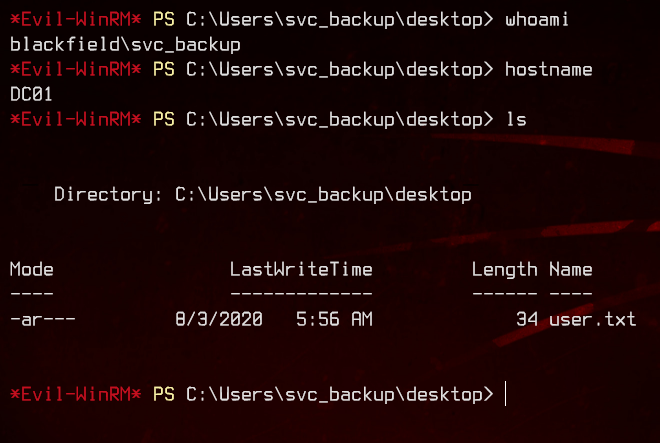 *Evil-WinRM* PS C:\Users\svc_backup\desktop> whoami
blackfield\svc_backup
*Evil-WinRM* PS C:\Users\svc_backup\desktop> hostname
DC01
*Evil-WinRM* PS C:\Users\svc_backup\desktop> ls
Directory: C:\Users\svc_backup\desktop
Mode LastWriteTime Length Name
---- ------------- ------ ----
-ar--- 8/3/2020 5:56 AM 34 user.txt
*Evil-WinRM* PS C:\Users\svc_backup\desktop>